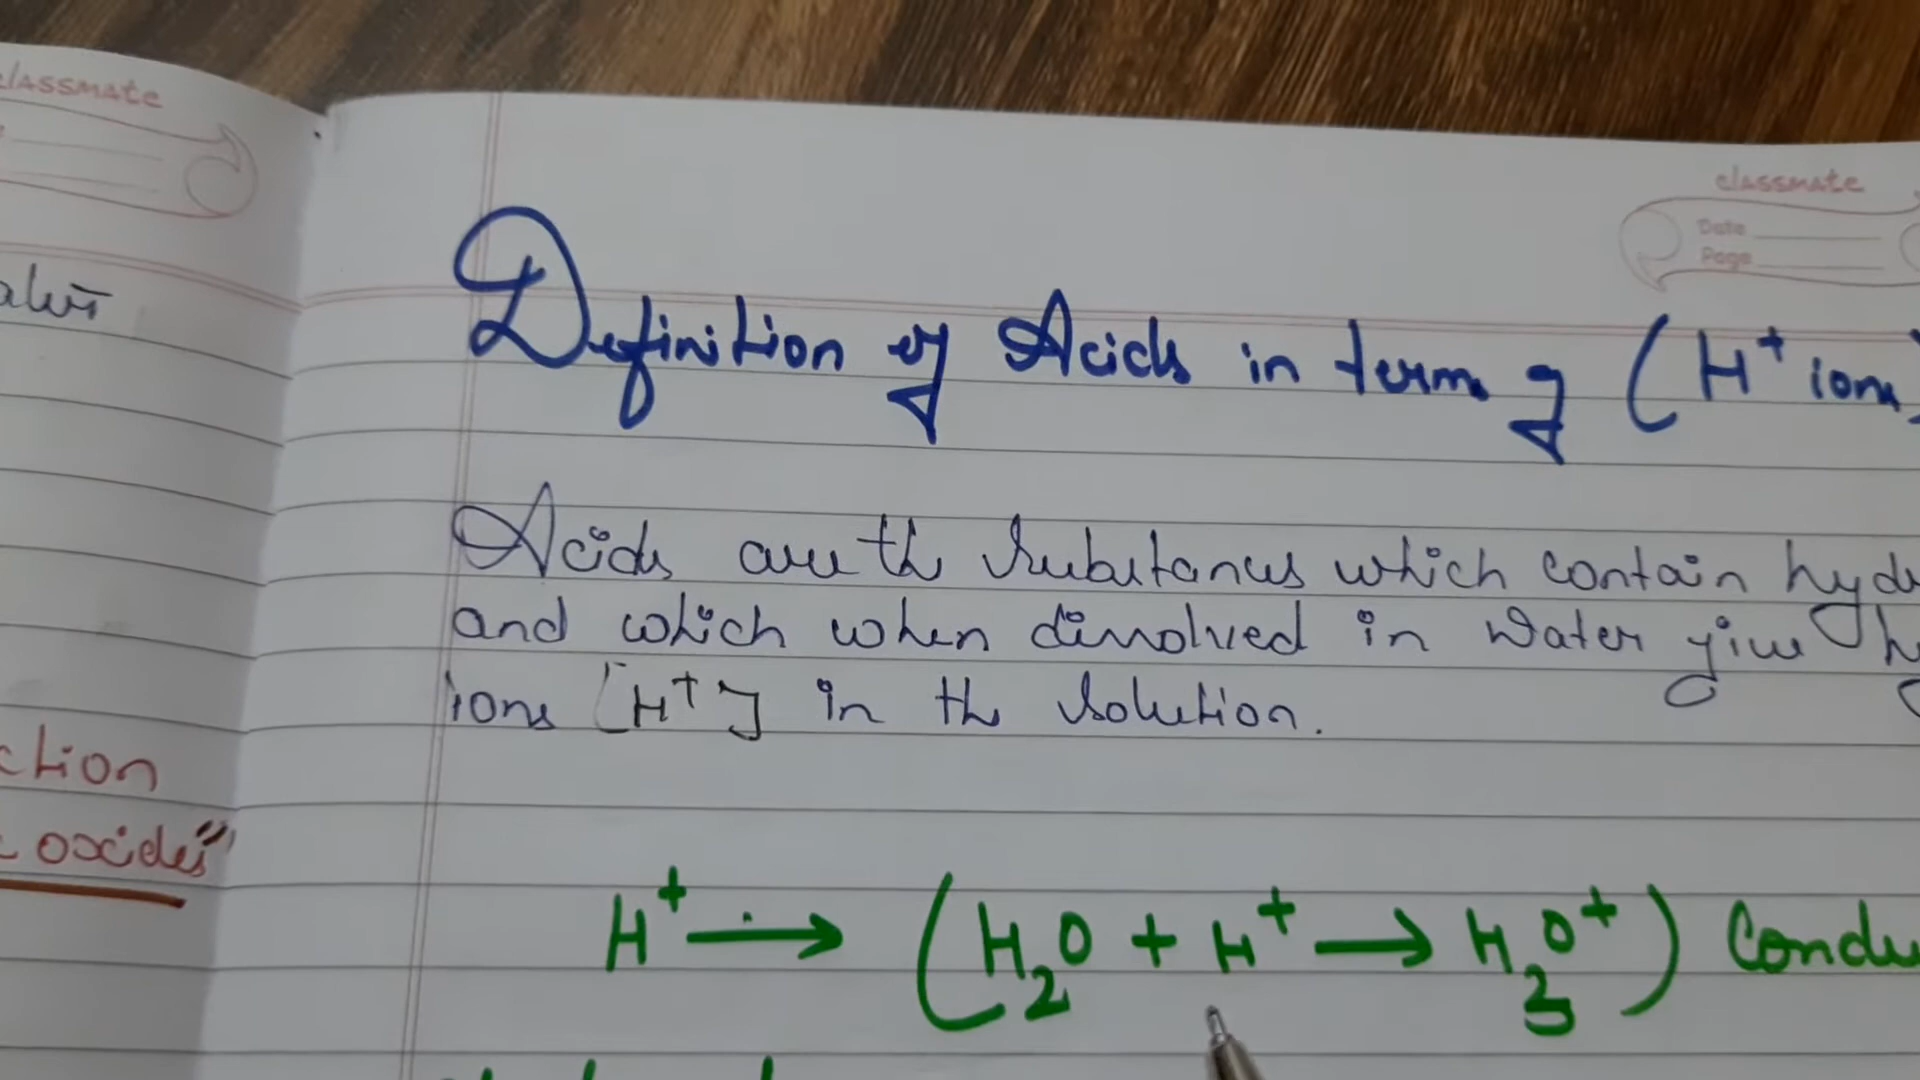 classmate
classmate
Date
Page
Definition of Acids in term of (H⁺ ions)
Acids are the substances which contain hyd
and which when dissolved in water give h
ions [H⁺] in the solution.
ction
oxides"
H⁺ → (H₂O + H⁺ → H₃O⁺) Condu